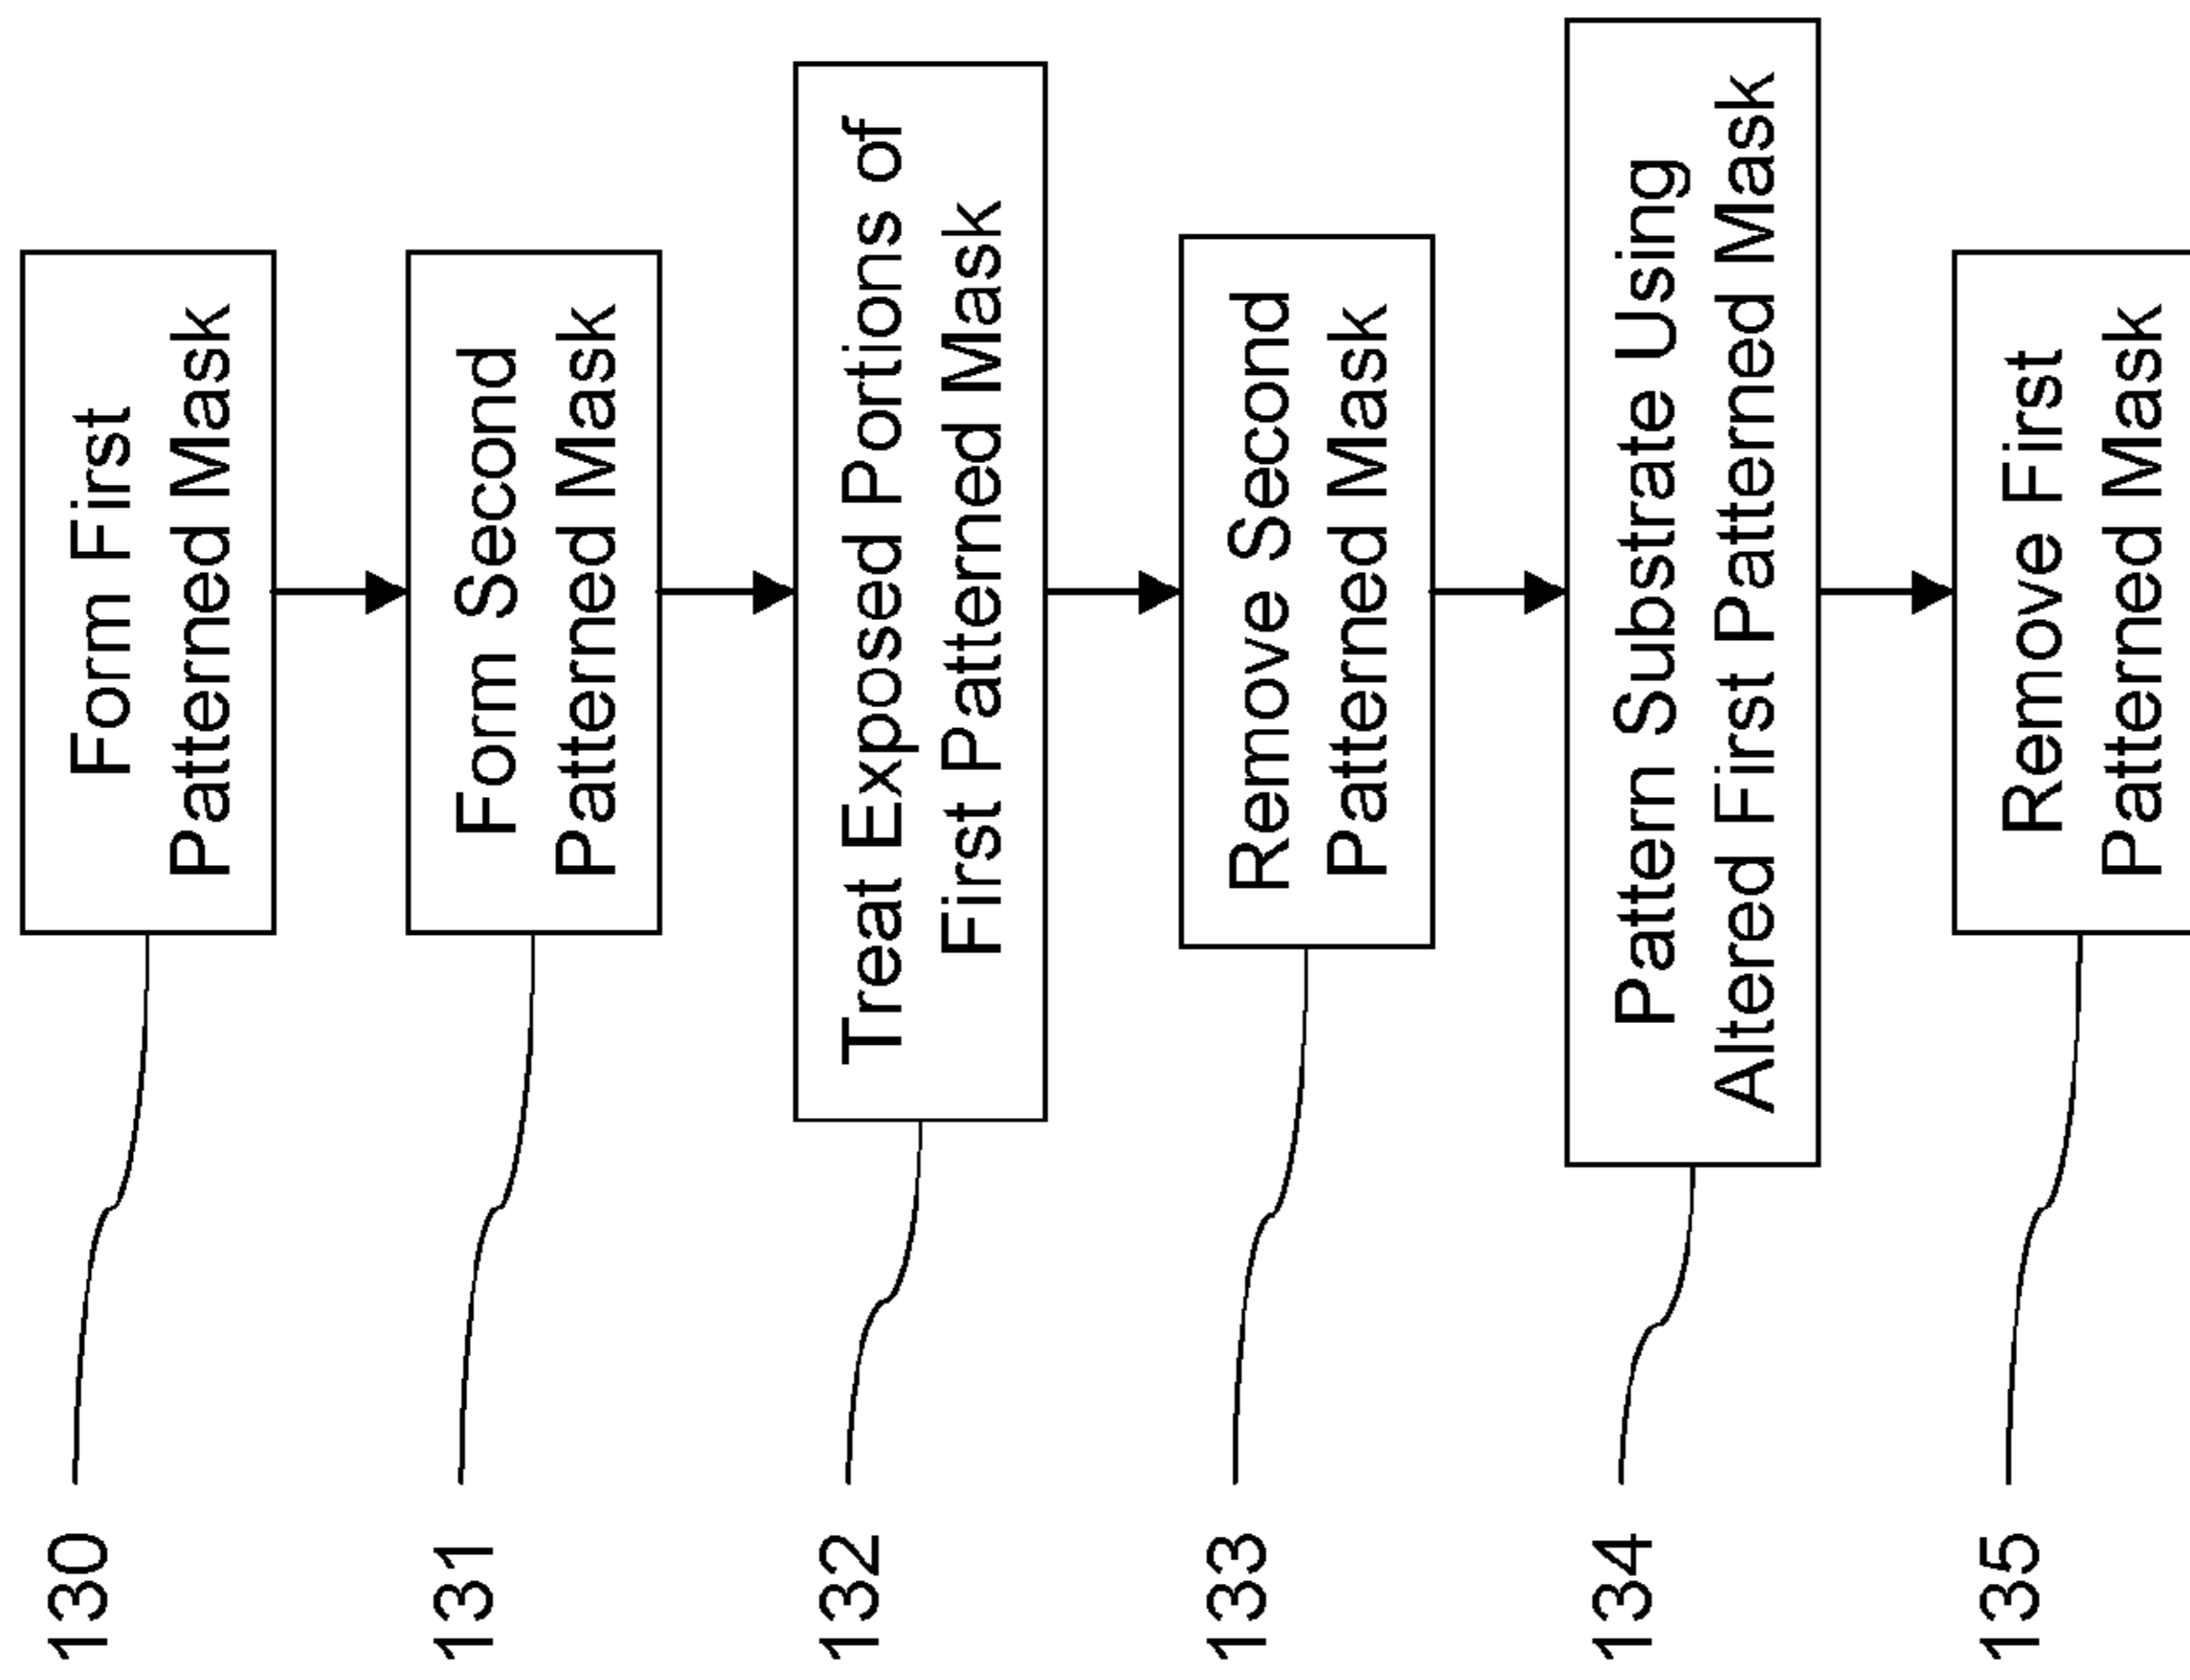 130
Form First
Patterned Mask
131
Form Second
Patterned Mask
132
Treat Exposed Portions of
First Patterned Mask
133
Remove Second
Patterned Mask
134
Pattern Substrate Using
Altered First Patterned Mask
135
Remove First
Patterned Mask